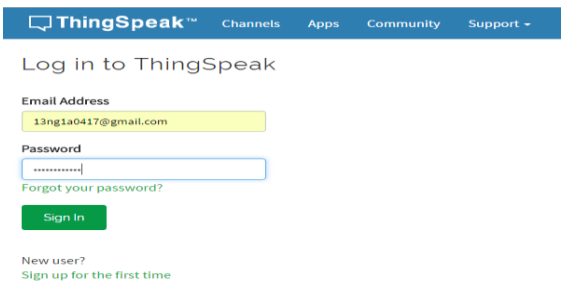 ThingSpeak™ Channels Apps Community Support
Log in to ThingSpeak
Email Address
13ng1a0417@gmail.com
Password
••••••••••••
Forgot your password?
Sign In
New user?
Sign up for the first time